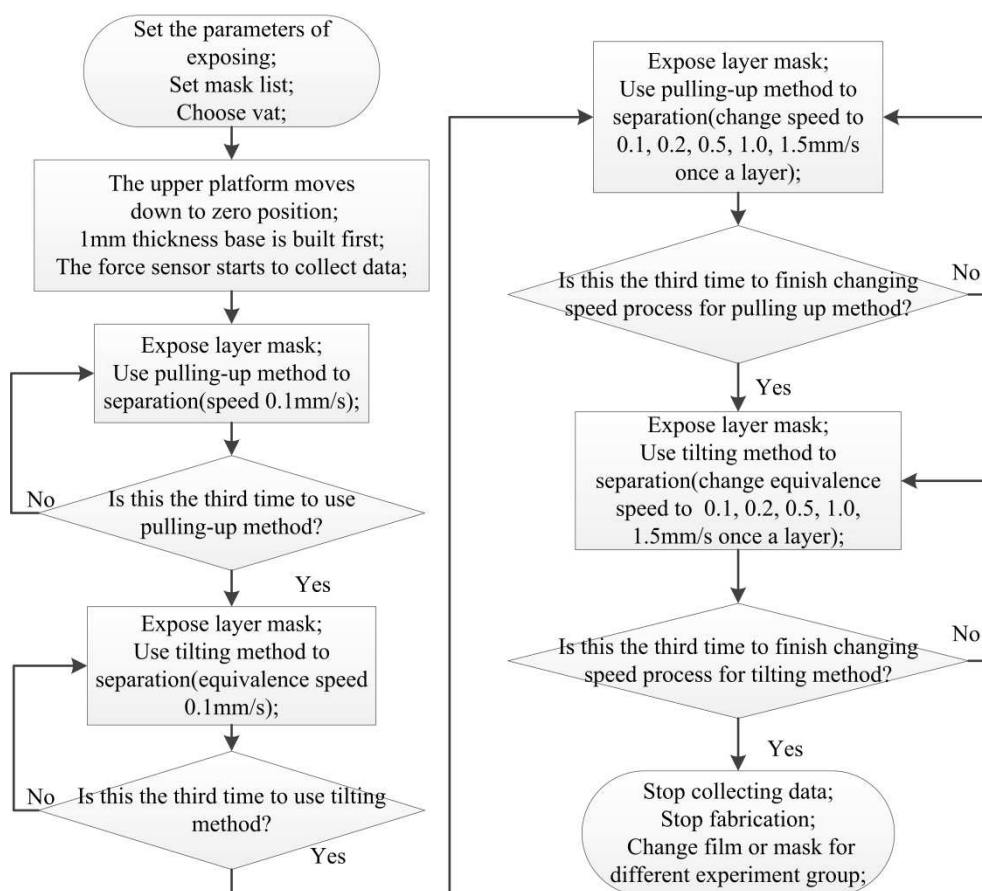 Set the parameters of
exposing;
Set mask list;
Choose vat;
The upper platform moves
down to zero position;
1mm thickness base is built first;
The force sensor starts to collect data;
Expose layer mask;
Use pulling-up method to
separation(speed 0.1mm/s);
No
Is this the third time to use
pulling-up method?
Yes
Expose layer mask;
Use tilting method to
separation(equivalence speed
0.1mm/s);
No
Is this the third time to use tilting
method?
Yes
Expose layer mask;
Use pulling-up method to
separation(change speed to
0.1, 0.2, 0.5, 1.0, 1.5mm/s
once a layer);
Is this the third time to finish changing
speed process for pulling up method?
No
Yes
Expose layer mask;
Use tilting method to
separation(change equivalence
speed to 0.1, 0.2, 0.5, 1.0,
1.5mm/s once a layer);
Is this the third time to finish changing
speed process for tilting method?
No
Yes
Stop collecting data;
Stop fabrication;
Change film or mask for
different experiment group;